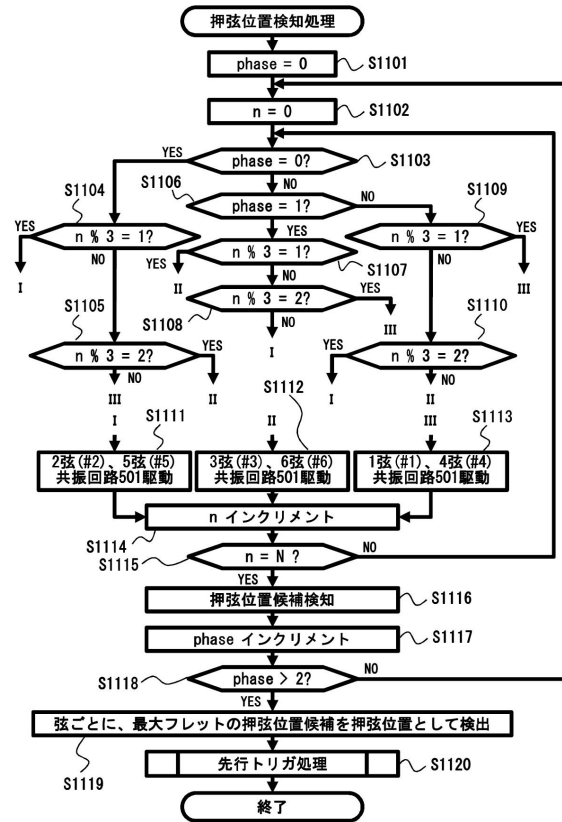 押弦位置検知処理
phase = 0
S1101
n = 0
S1102
YES
phase = 0?
S1103
NO
S1104
S1106
phase = 1?
NO
S1109
YES
YES
n % 3 = 1?
NO
I
YES
n % 3 = 1?
S1107
II
NO
n % 3 = 1?
YES
NO
III
S1105
S1108
n % 3 = 2?
YES
III
NO
I
S1110
n % 3 = 2?
YES
II
NO
III
YES
n % 3 = 2?
I
NO
II
I
S1111
2弦(#2)、5弦(#5)
共振回路501駆動
II
S1112
3弦(#3)、6弦(#6)
共振回路501駆動
III
S1113
1弦(#1)、4弦(#4)
共振回路501駆動
n インクリメント
S1114
S1115
n = N ?
NO
YES
押弦位置候補検知
S1116
phase インクリメント
S1117
S1118
phase > 2?
NO
YES
弦ごとに、最大フレットの押弦位置候補を押弦位置として検出
S1119
先行トリガ処理
S1120
終了